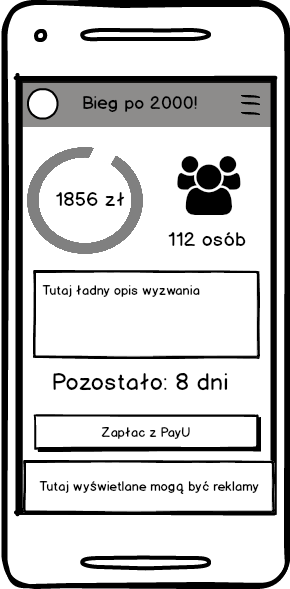 Bieg po 2000!
1856 zł
112 osób
Tutaj ładny opis wyzwania
Pozostało: 8 dni
Zapłac z PayU
Tutaj wyświetlane mogą być reklamy